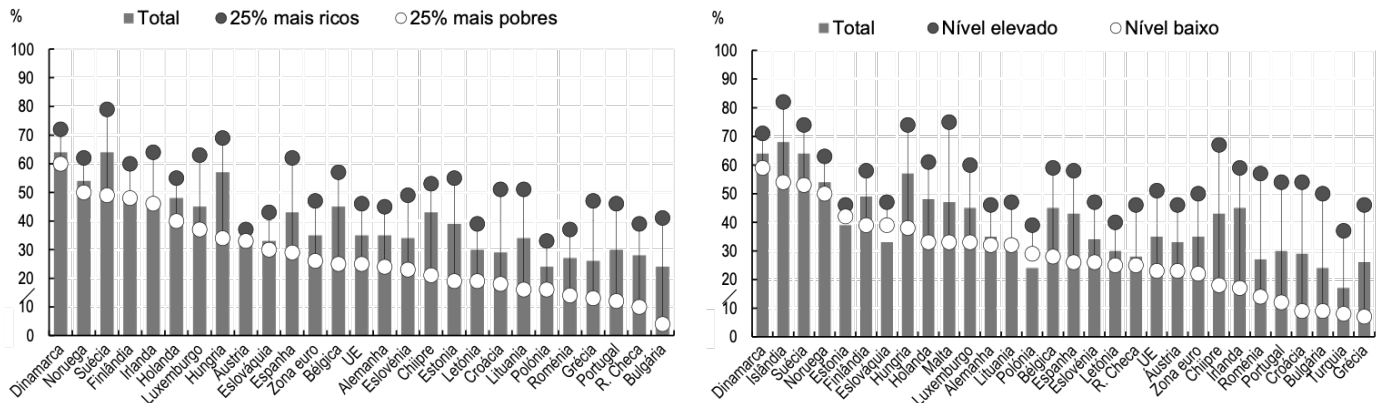 % Total 25% mais ricos 25% mais pobres
100
90
80
70
60
50
40
30
20
10
0
Dinamarca
Noruega
Suécia
Finlândia
Irlanda
Holanda
Luxemburgo
Hungria
Áustria
Eslováquia
Espanha
Zona euro
Bélgica
UE
Alemanha
Eslovénia
Chiipre
Estónia
Letónia
Croácia
Lituania
Polónia
Roménia
Grécia
Portugal
R. Checa
Bulgária
% Total Nível elevado Nível baixo
100
90
80
70
60
50
40
30
20
10
0
Dinamarca
Islândia
Suécia
Noruega
Estónia
Finlândia
Eslovaquia
Hungria
Holanda
Malta
Luxemburgo
Alemanha
Lituania
Polónia
Bélgica
Espanha
Eslovénia
Letónia
R. Checa
UE
Áustria
Zona euro
Chiipre
Irlanda
Roménia
Portugal
Croácia
Bulgária
Turquia
Grécia